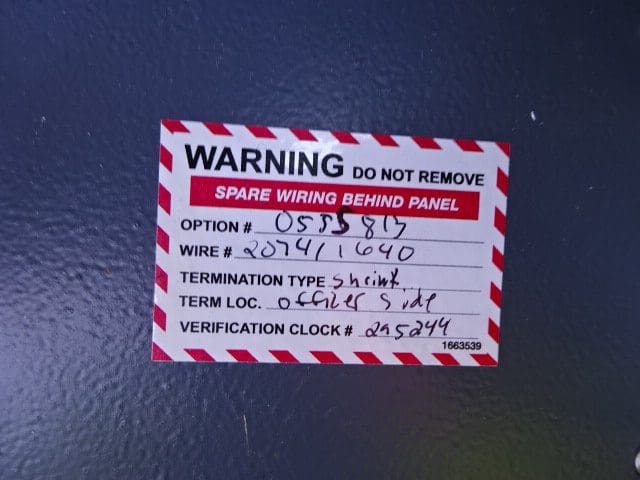 WARNING DO NOT REMOVE
SPARE WIRING BEHIND PANEL
OPTION # 0555813
WIRE # 2074/1640
TERMINATION TYPE shrink
TERM LOC. officer side
VERIFICATION CLOCK # 295244
1663539